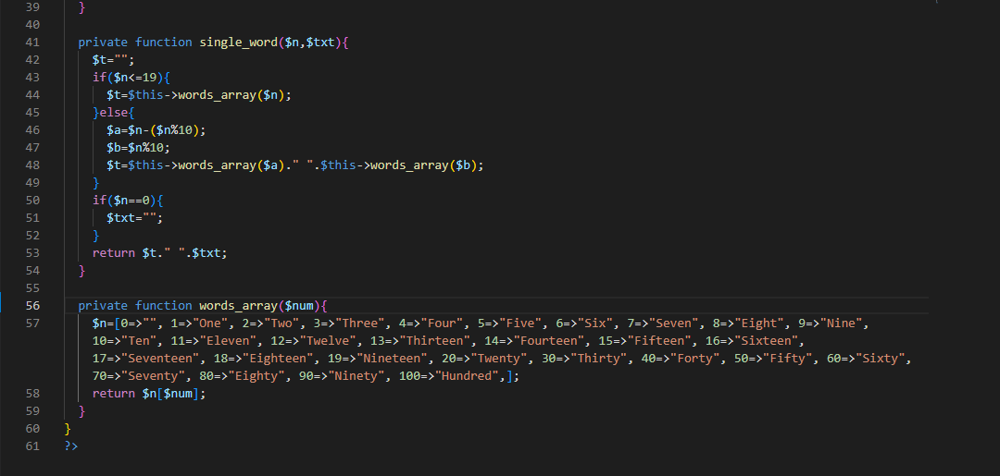 39 }
40
41 private function single_word($n,$txt){
42 $t="";
43 if($n<=19){
44 $t=$this->words_array($n);
45 }else{
46 $a=$n-($n%10);
47 $b=$n%10;
48 $t=$this->words_array($a)." ".$this->words_array($b);
49 }
50 if($n==0){
51 $txt="";
52 }
53 return $t." ".$txt;
54 }
55
56 private function words_array($num){
57 $n=[0=>"", 1=>"One", 2=>"Two", 3=>"Three", 4=>"Four", 5=>"Five", 6=>"Six", 7=>"Seven", 8=>"Eight", 9=>"Nine",
10=>"Ten", 11=>"Eleven", 12=>"Twelve", 13=>"Thirteen", 14=>"Fourteen", 15=>"Fifteen", 16=>"Sixteen",
17=>"Seventeen", 18=>"Eighteen", 19=>"Nineteen", 20=>"Twenty", 30=>"Thirty", 40=>"Forty", 50=>"Fifty", 60=>"Sixty",
70=>"Seventy", 80=>"Eighty", 90=>"Ninety", 100=>"Hundred",];
58 return $n[$num];
59 }
60 }
61 ?>